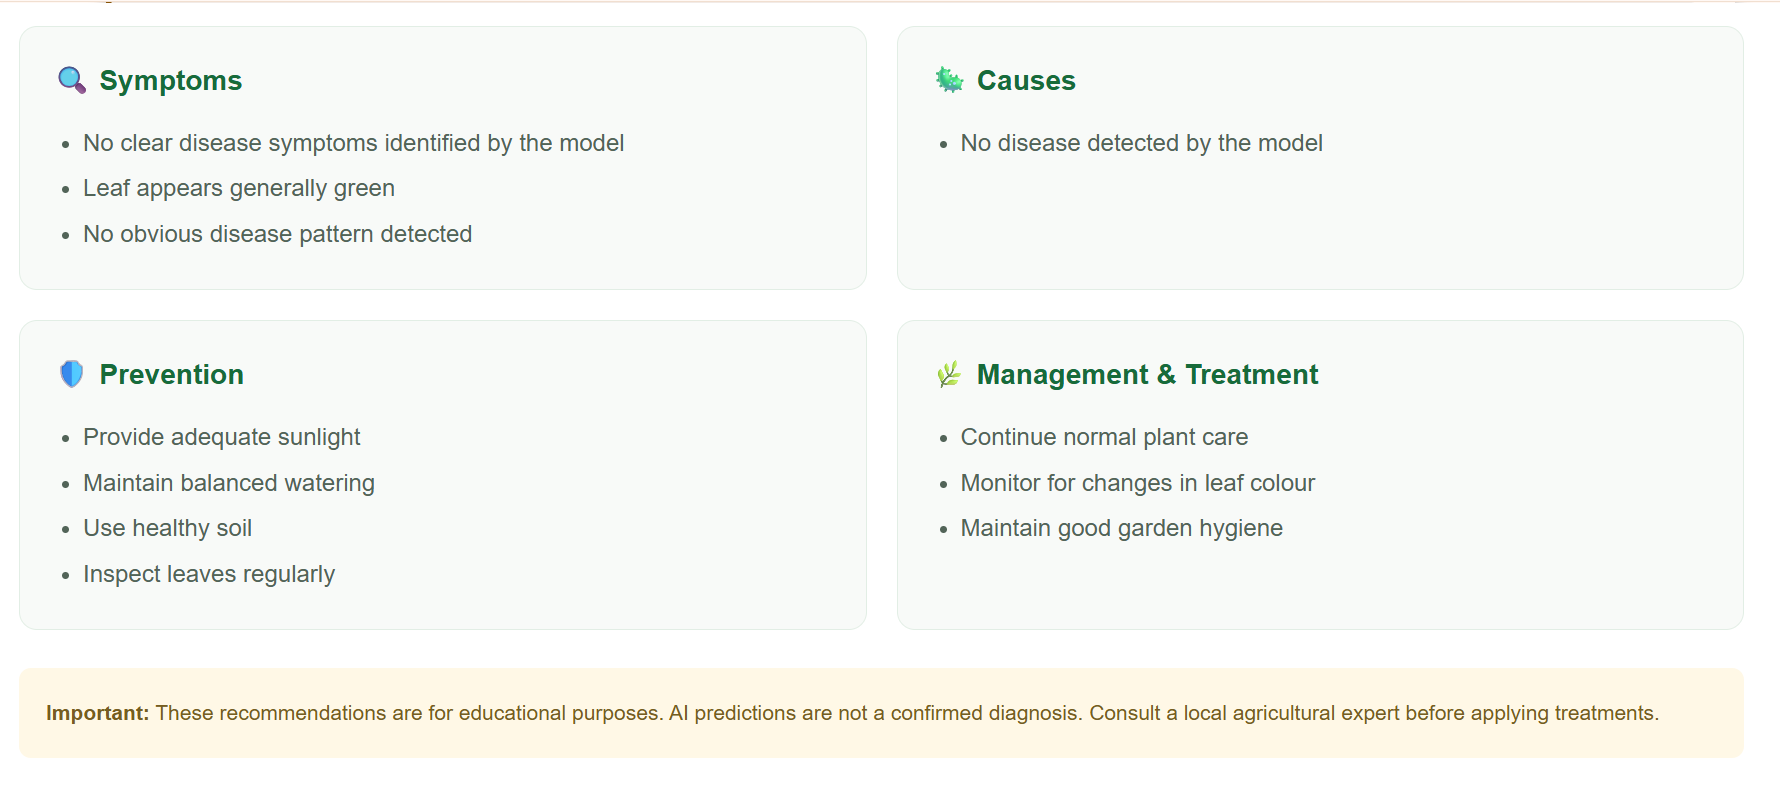 Symptoms
No clear disease symptoms identified by the model
Leaf appears generally green
No obvious disease pattern detected
Causes
No disease detected by the model
Prevention
Provide adequate sunlight
Maintain balanced watering
Use healthy soil
Inspect leaves regularly
Management & Treatment
Continue normal plant care
Monitor for changes in leaf colour
Maintain good garden hygiene
Important: These recommendations are for educational purposes. AI predictions are not a confirmed diagnosis. Consult a local agricultural expert before applying treatments.